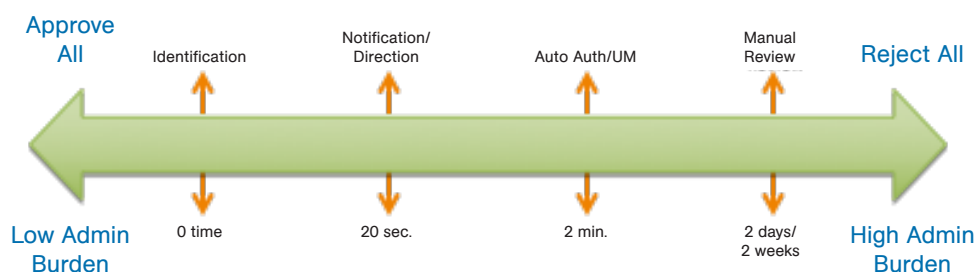 Approve
All
Identification
Notification/
Direction
Auto Auth/UM
Manual
Review
Reject All
Low Admin
Burden
0 time
20 sec.
2 min.
2 days/
2 weeks
High Admin
Burden